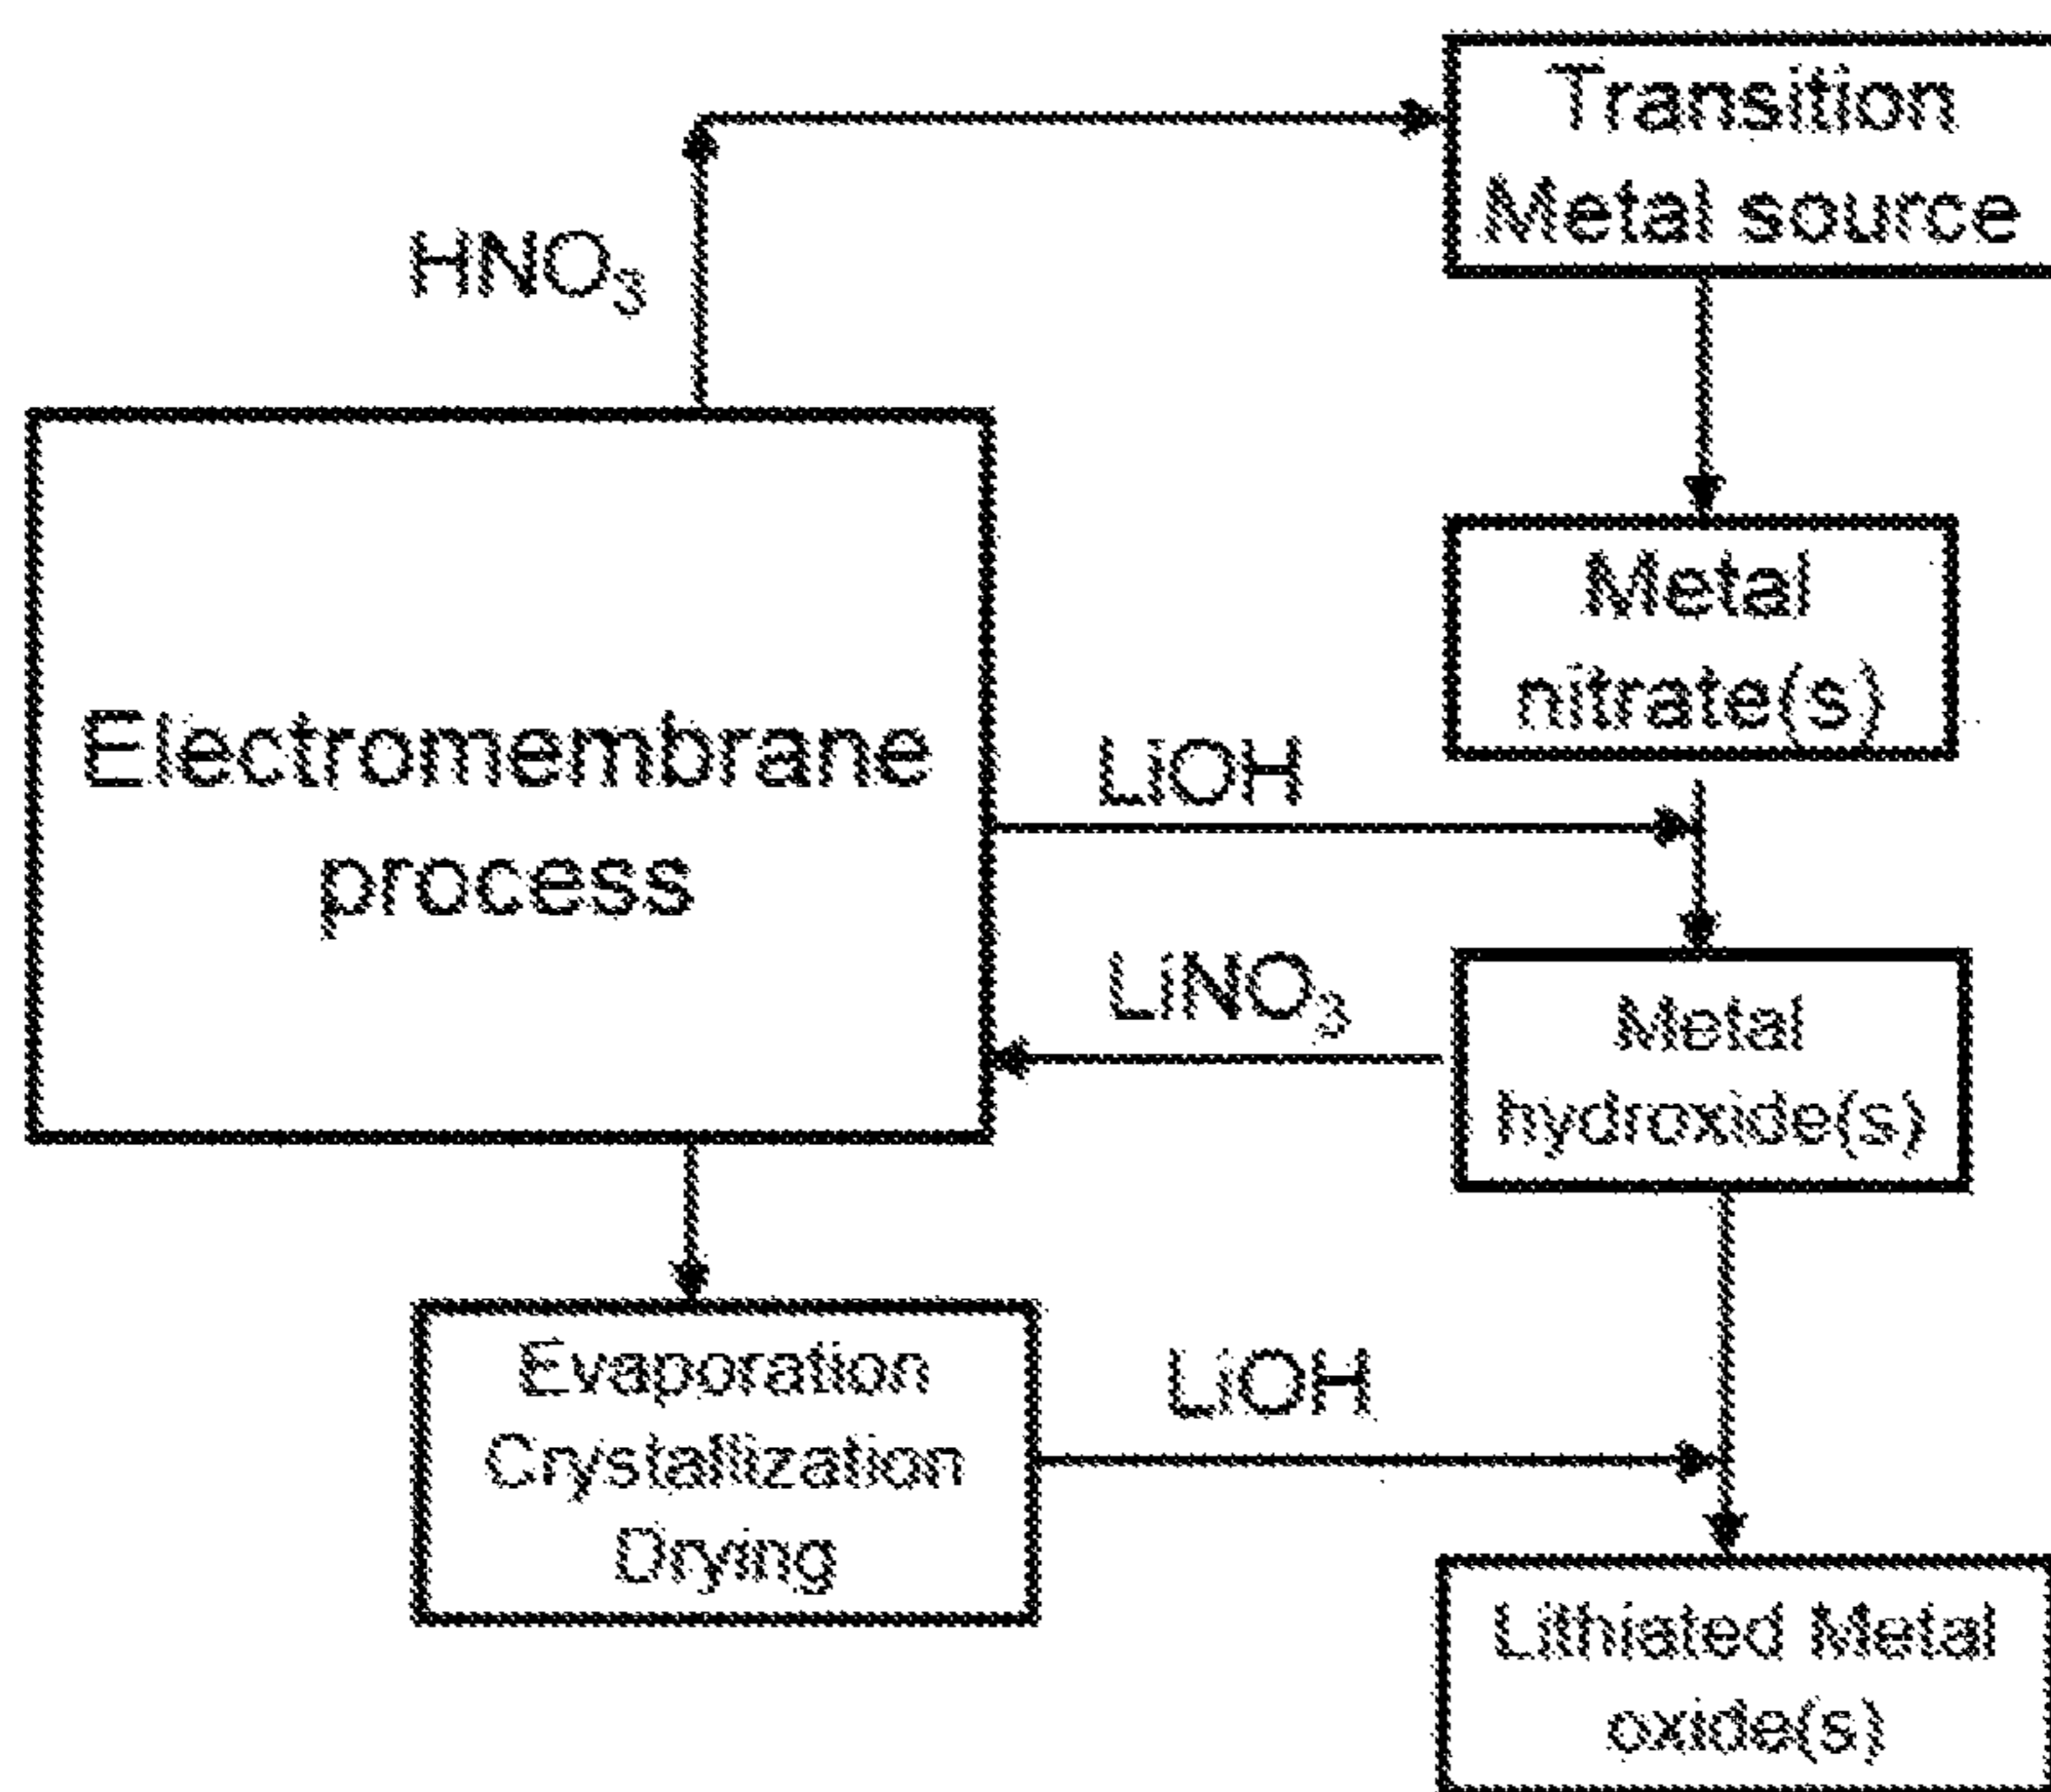 Transition
Metal source
HNO₃
Metal
nitrate(s)
Electromembrane
process
LiOH
LiNO₃
Metal
hydroxide(s)
Evaporation
Crystallization
Drying
LiOH
Lithiated Metal
oxide(s)